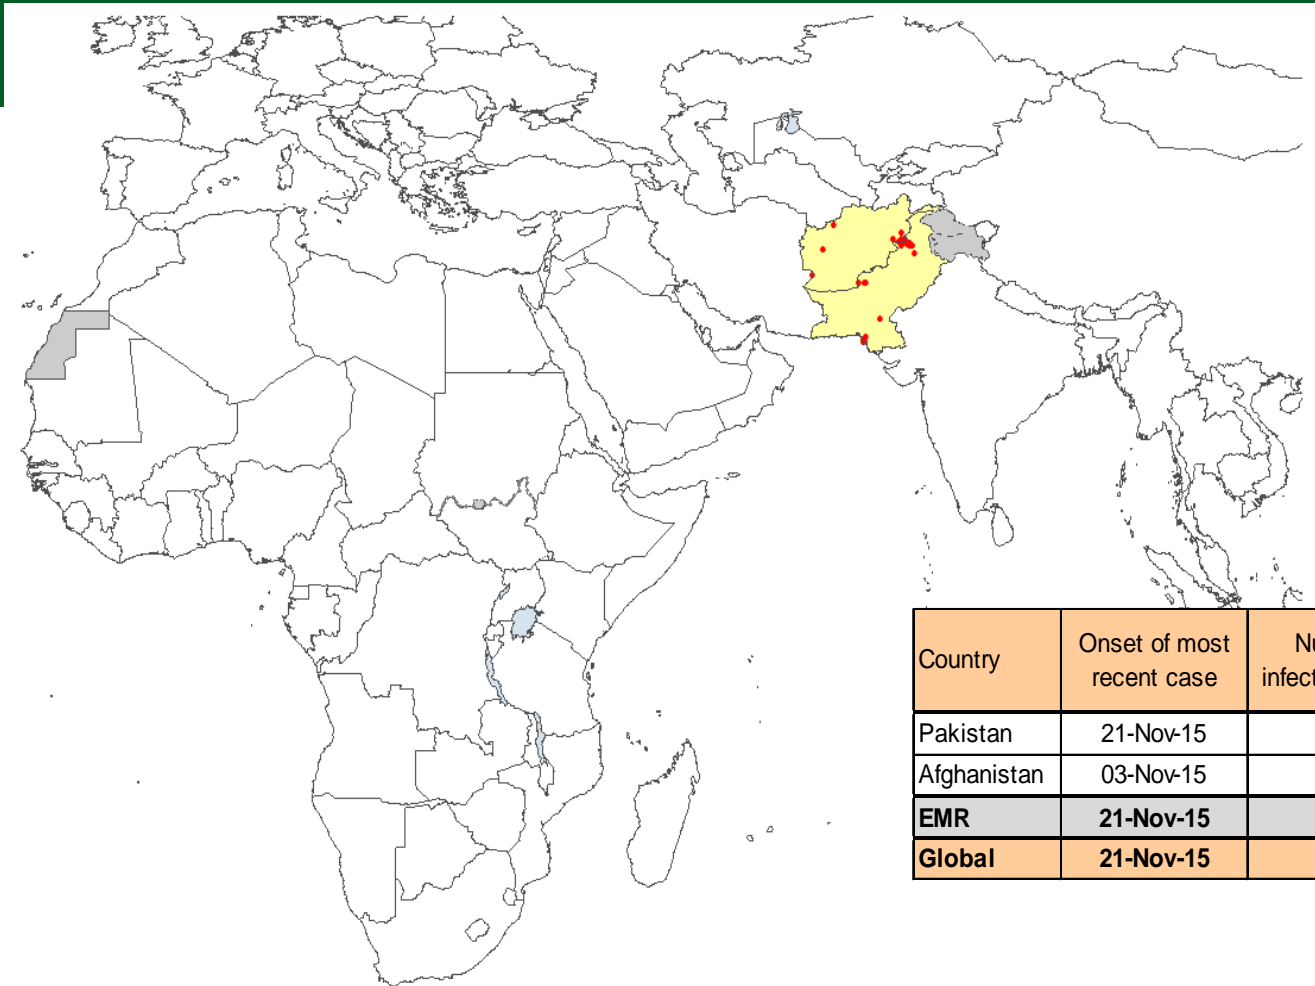 Country
Onset of most
recent case
Pakistan 21-Nov-15
Afghanistan 03-Nov-15
EMR 21-Nov-15
Global 21-Nov-15